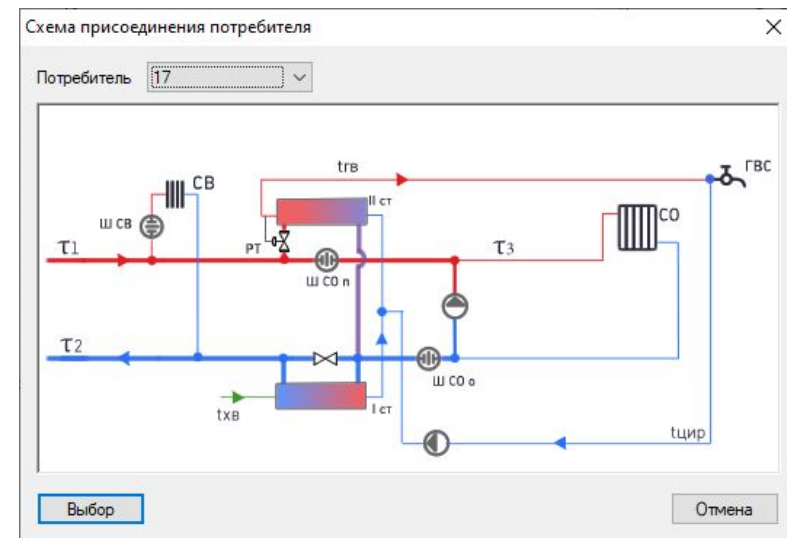 Схема присоединения потребителя
Потребитель 17
tгв
ГВС
СВ
II ст
СО
Ш СВ
τ1
РТ
τ3
Ш СО п
τ2
Ш СО о
tхв
I ст
tцир
Выбор
Отмена